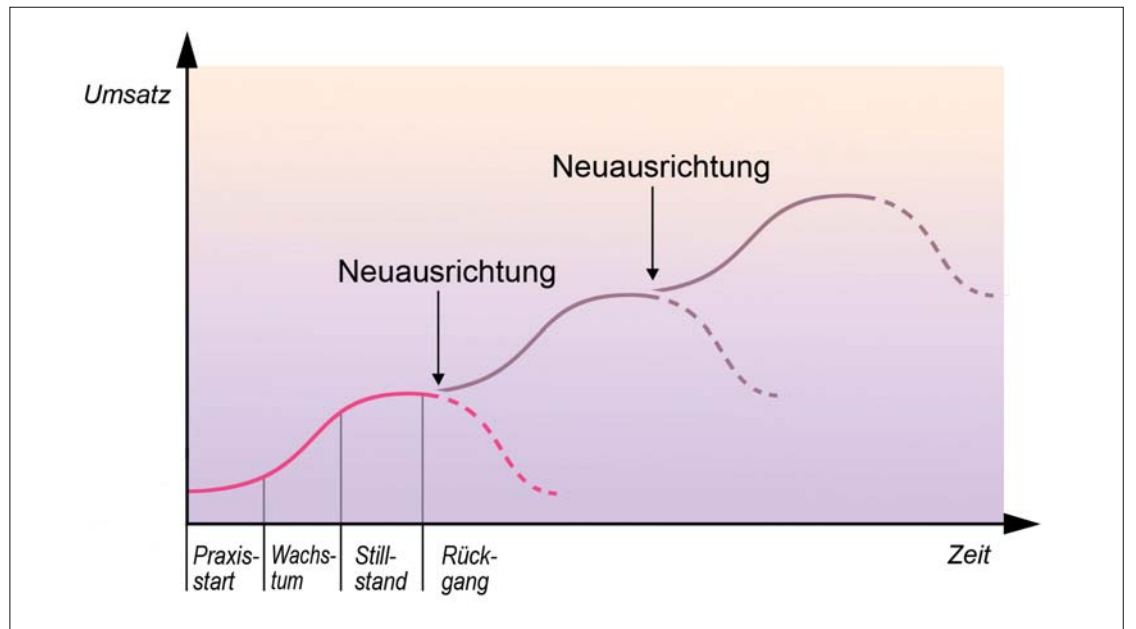 Umsatz
Neuausrichtung
Neuausrichtung
Praxis-
start
Wachs-
tum
Still-
stand
Rück-
gang
Zeit